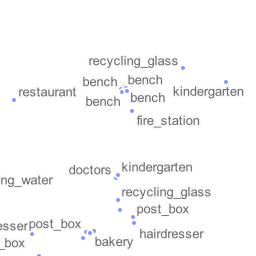 recycling_glass
bench
bench
restaurant
bench
bench
kindergarten
fire_station
doctors
kindergarten
ng_water
recycling_glass
post_box
esser
post_box
hairdresser
_box
bakery